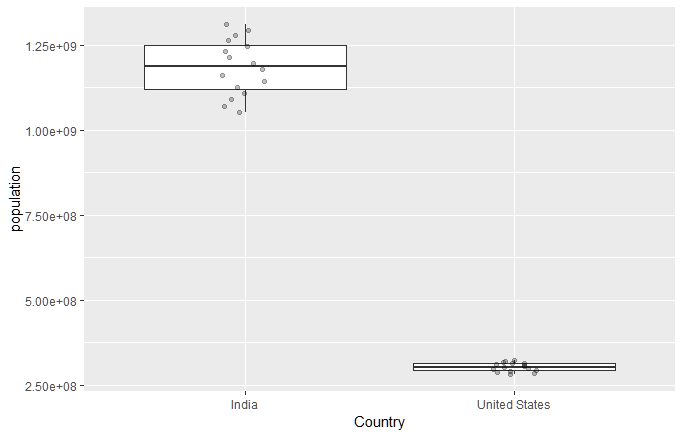 population
1.25e+09
1.00e+09
7.50e+08
5.00e+08
2.50e+08
India
United States
Country